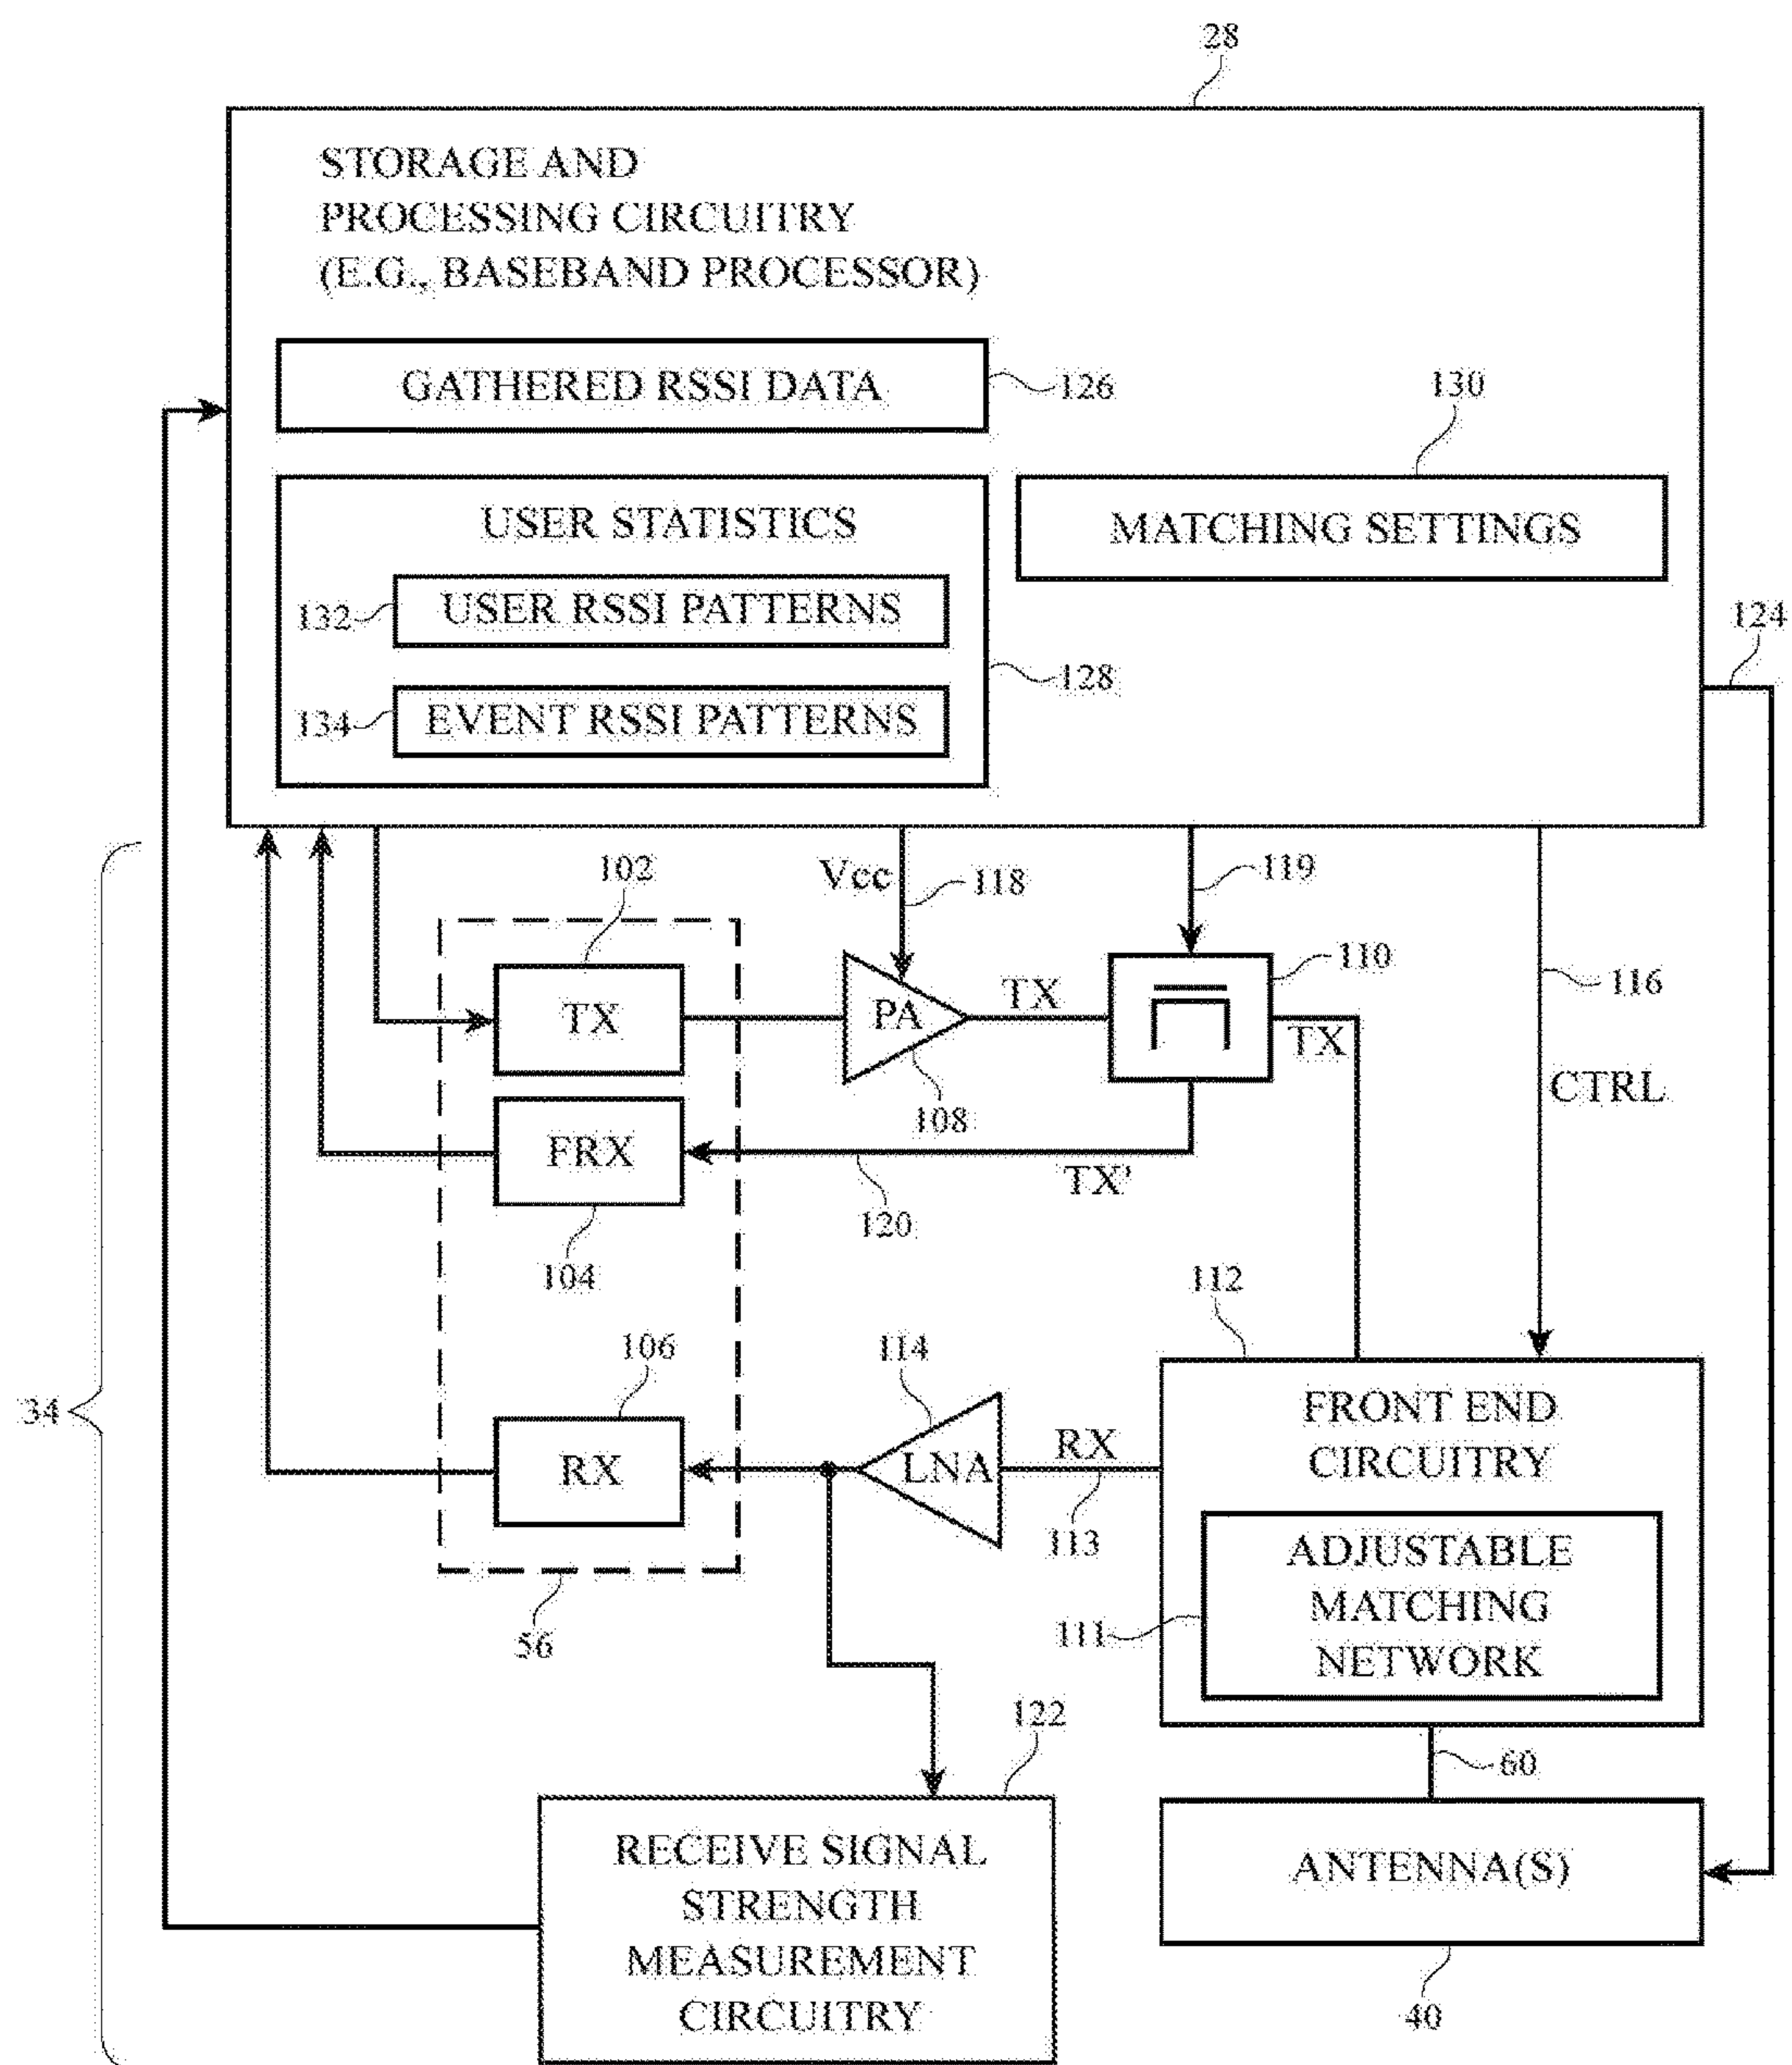 28
STORAGE AND
PROCESSING CIRCUITRY
(E.G., BASEBAND PROCESSOR)
GATHERED RSSI DATA
126
130
USER STATISTICS
MATCHING SETTINGS
132
USER RSSI PATTERNS
124
128
134
EVENT RSSI PATTERNS
102
Vcc
118
119
110
116
TX
PA
TX
TX
108
CTRL
FRX
TX'
120
104
112
106
114
34
FRONT END
CIRCUITRY
RX
LNA
RX
113
ADJUSTABLE
MATCHING
NETWORK
111
56
122
60
RECEIVE SIGNAL
STRENGTH
MEASUREMENT
CIRCUITRY
ANTENNA(S)
40